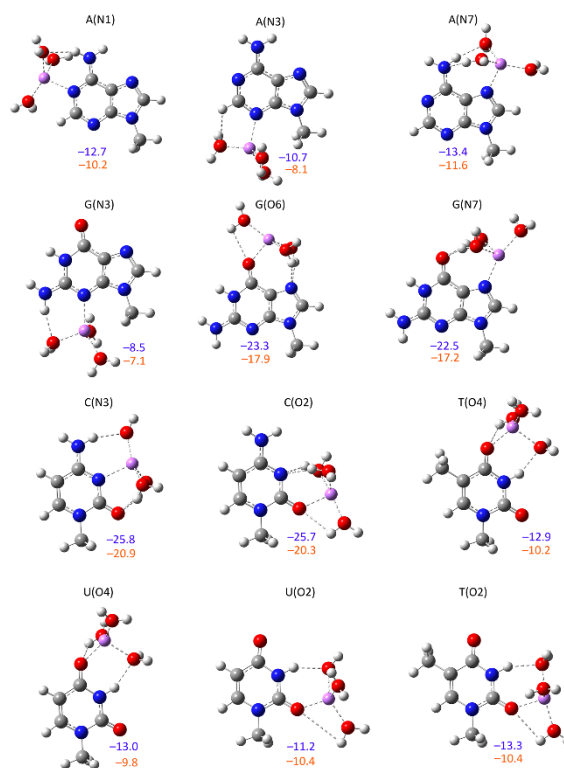 A(N1)
A(N3)
A(N7)
−12.7
−10.2
−10.7
−8.1
−13.4
−11.6
G(N3)
G(O6)
G(N7)
−8.5
−7.1
−23.3
−17.9
−22.5
−17.2
C(N3)
C(O2)
T(O4)
−25.8
−20.9
−25.7
−20.3
−12.9
−10.2
U(O4)
U(O2)
T(O2)
−13.0
−9.8
−11.2
−10.4
−13.3
−10.4